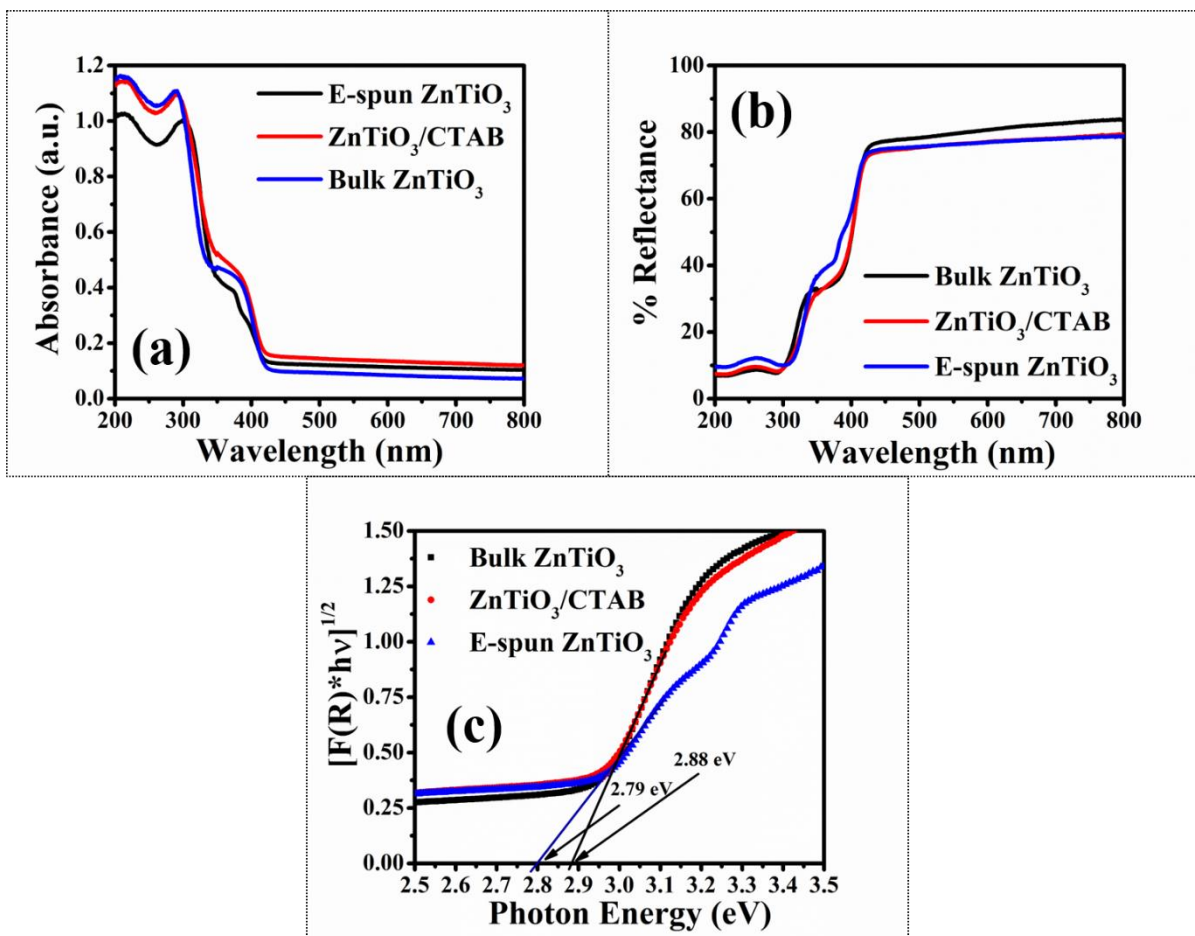 1.2
1.0
0.8
0.6
0.4
0.2
0.0
Absorbance (a.u.)
E-spun ZnTiO₃
ZnTiO₃/CTAB
Bulk ZnTiO₃
(a)
200 300 400 500 600 700 800
Wavelength (nm)
100
80
60
40
20
0
% Reflectance
(b)
Bulk ZnTiO₃
ZnTiO₃/CTAB
E-spun ZnTiO₃
200 300 400 500 600 700 800
Wavelength (nm)
1.50
1.25
1.00
0.75
0.50
0.25
0.00
[F(R)*hν]^1/2
Bulk ZnTiO₃
ZnTiO₃/CTAB
E-spun ZnTiO₃
(c)
2.88 eV
2.79 eV
2.5 2.6 2.7 2.8 2.9 3.0 3.1 3.2 3.3 3.4 3.5
Photon Energy (eV)